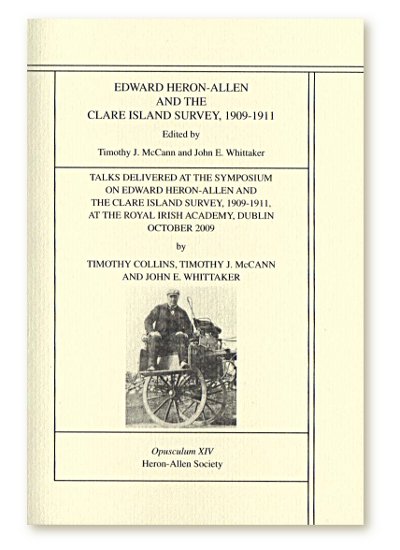 EDWARD HERON-ALLEN
AND THE
CLARE ISLAND SURVEY, 1909-1911
Edited by
Timothy J. McCann and John E. Whittaker
TALKS DELIVERED AT THE SYMPOSIUM
ON EDWARD HERON-ALLEN AND
THE CLARE ISLAND SURVEY, 1909-1911,
AT THE ROYAL IRISH ACADEMY, DUBLIN
OCTOBER 2009
by
TIMOTHY COLLINS, TIMOTHY J. McCANN
AND JOHN E. WHITTAKER
Opusculum XIV
Heron-Allen Society